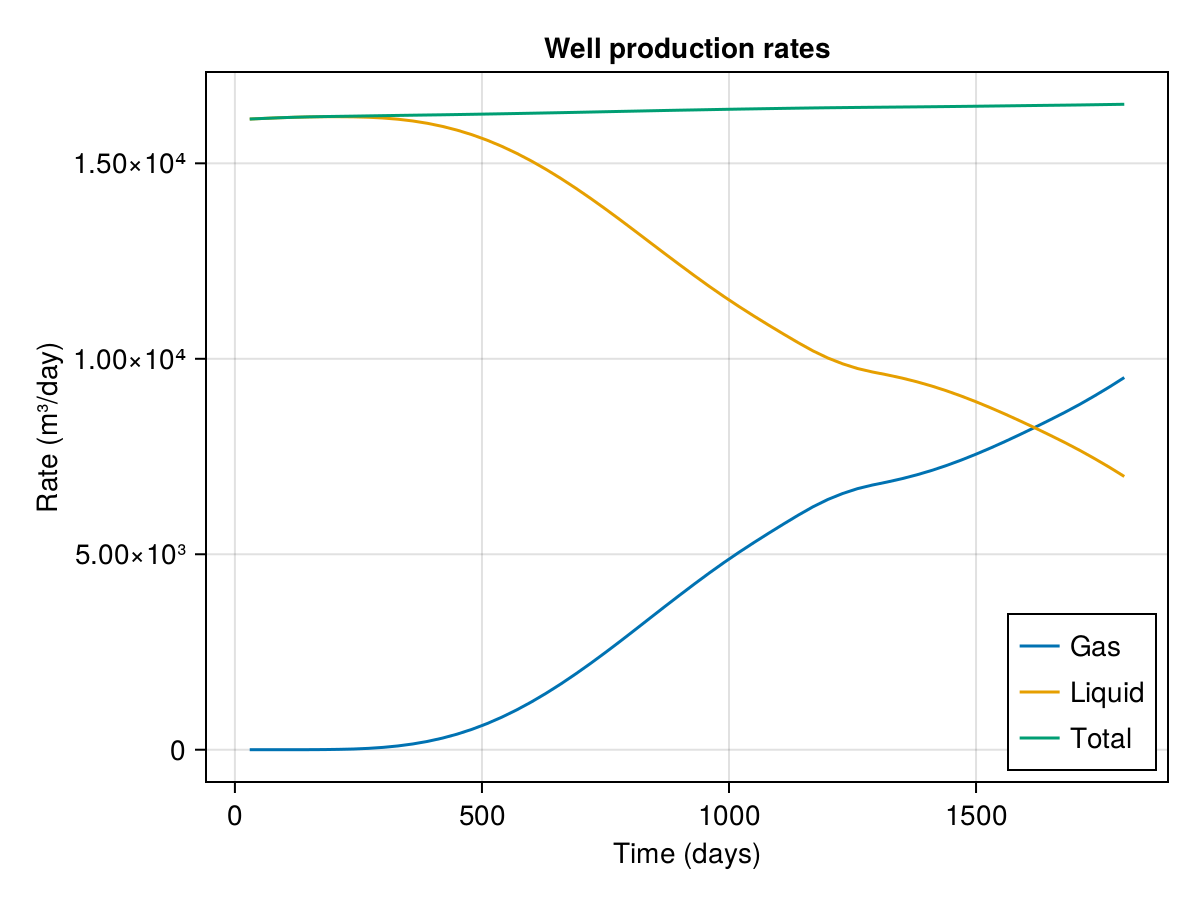 Well production rates
1.50×10⁴
1.00×10⁴
5.00×10³
0
Rate (m³/day)
0 500 1000 1500
Time (days)
Gas
Liquid
Total